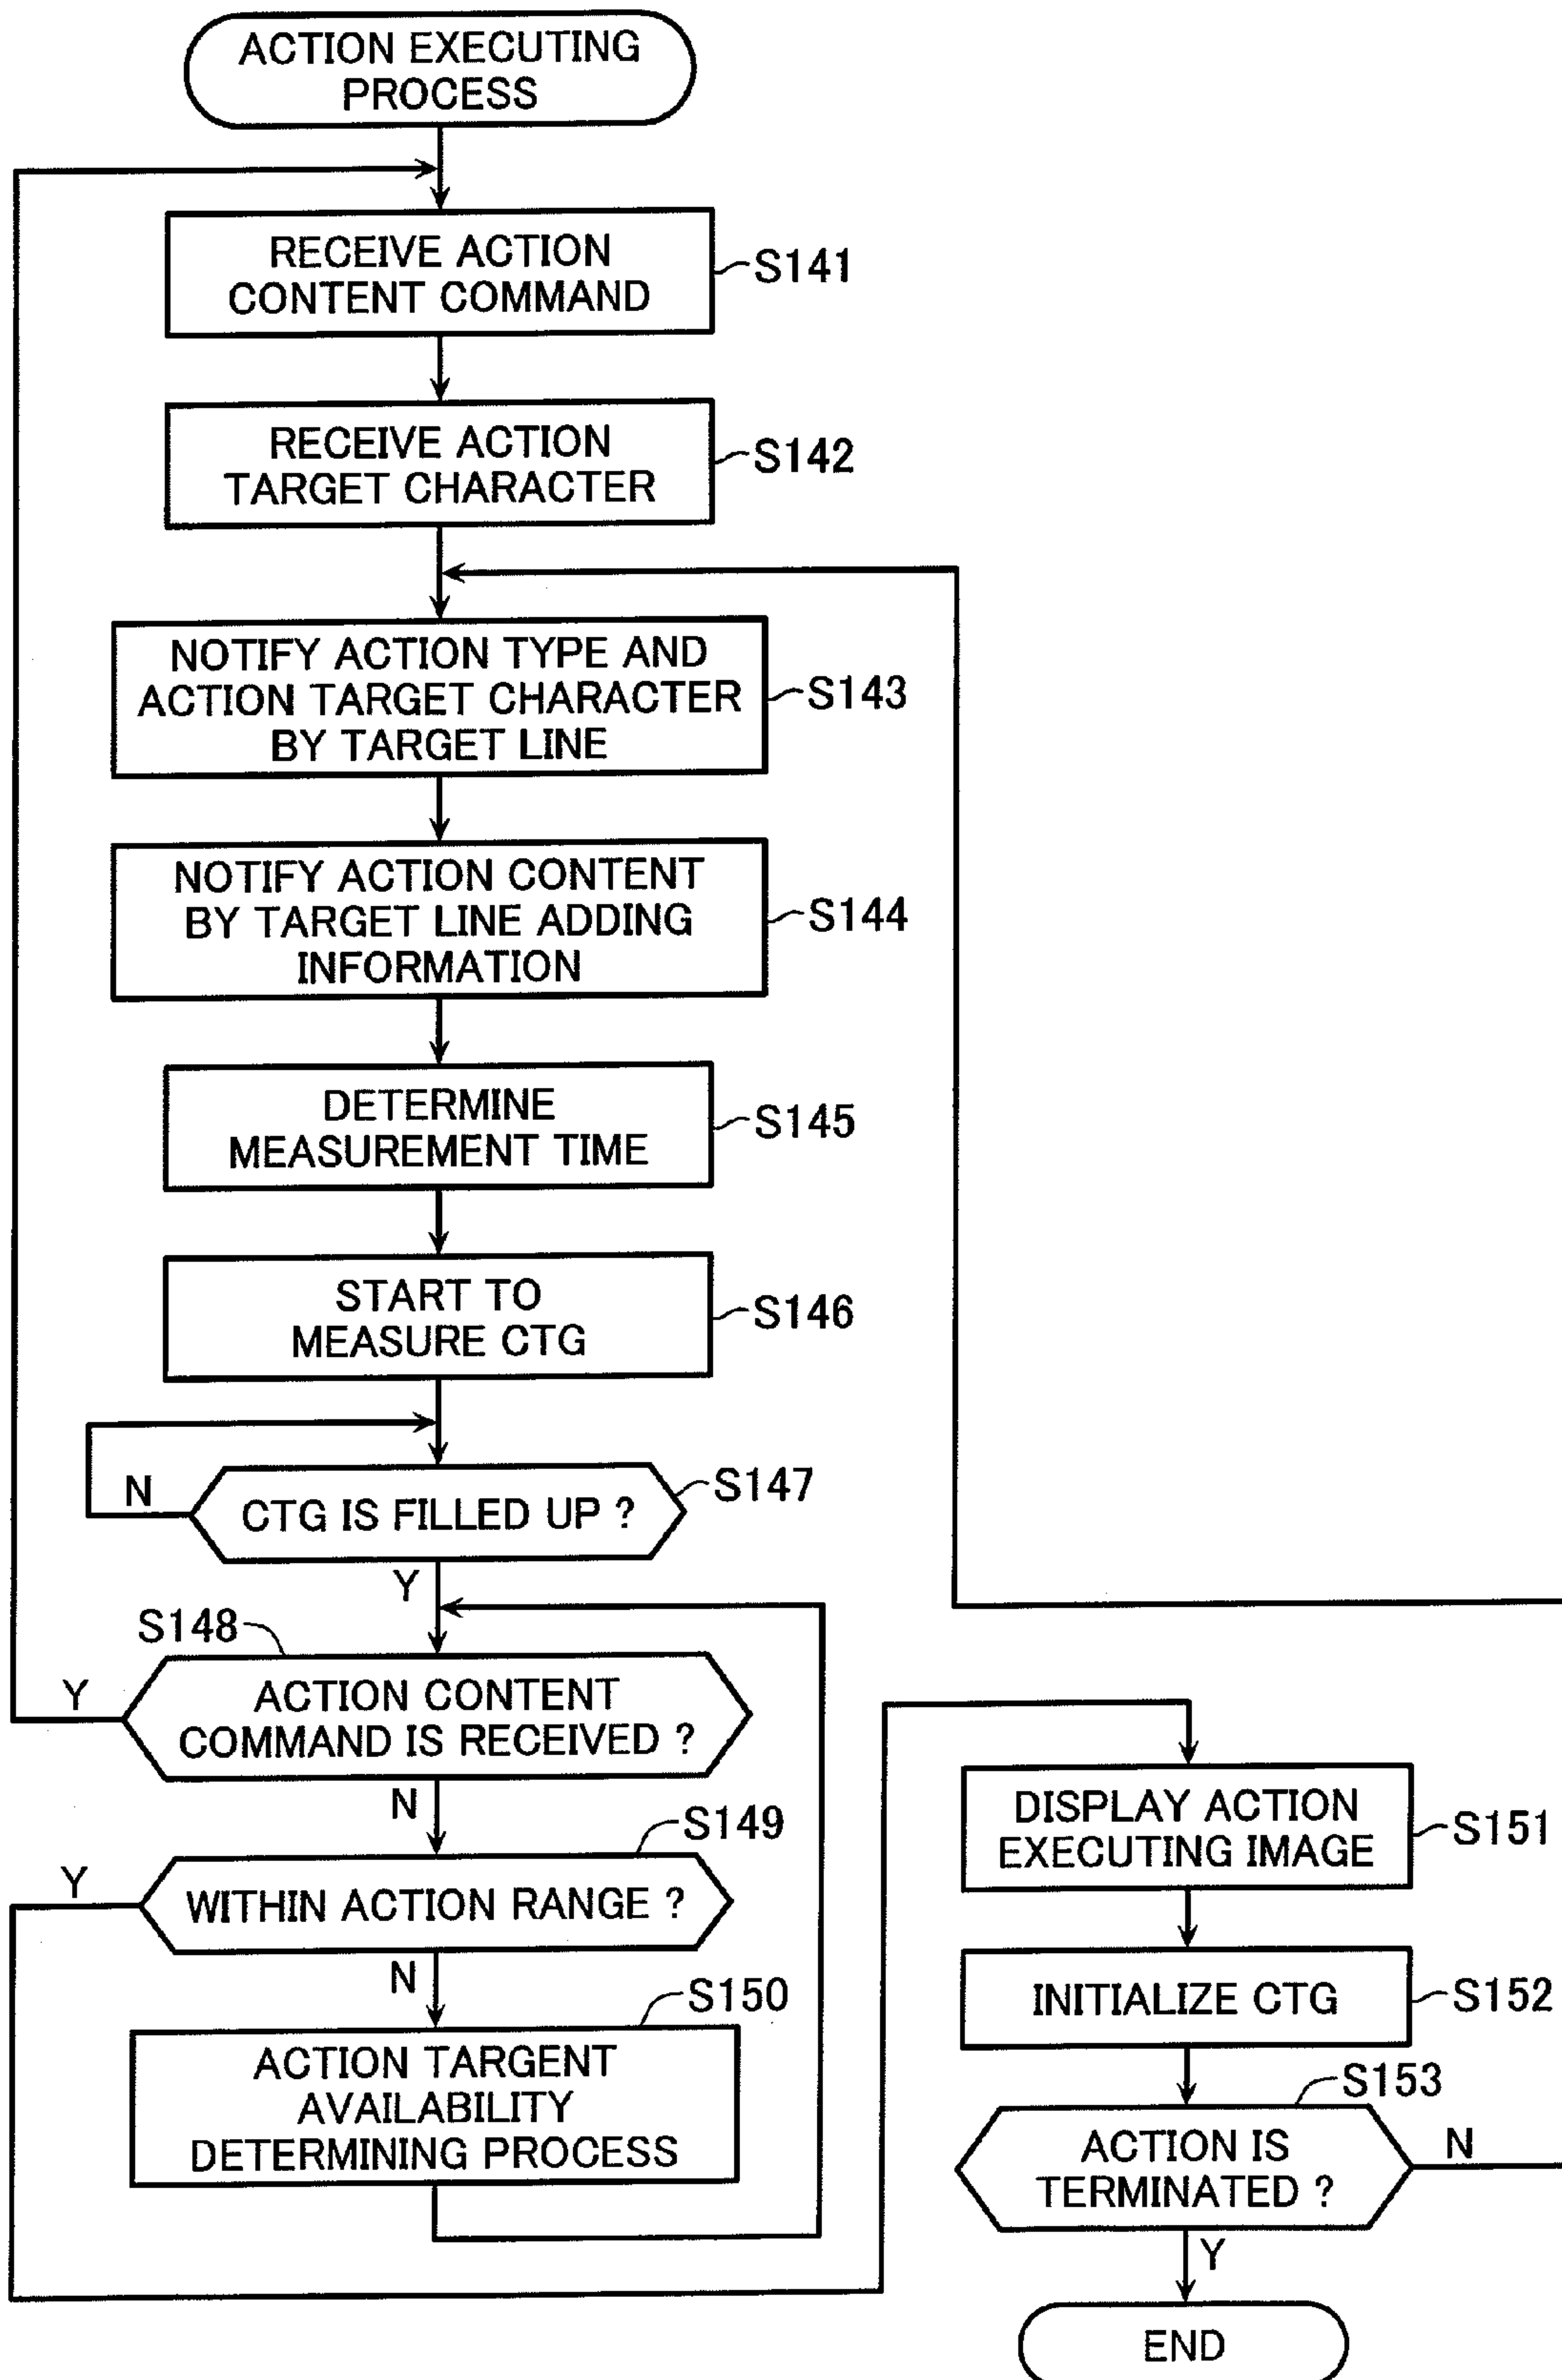 ACTION EXECUTING
PROCESS
RECEIVE ACTION
CONTENT COMMAND
S141
RECEIVE ACTION
TARGET CHARACTER
S142
NOTIFY ACTION TYPE AND
ACTION TARGET CHARACTER
BY TARGET LINE
S143
NOTIFY ACTION CONTENT
BY TARGET LINE ADDING
INFORMATION
S144
DETERMINE
MEASUREMENT TIME
S145
START TO
MEASURE CTG
S146
CTG IS FILLED UP ?
S147
N
Y
S148
ACTION CONTENT
COMMAND IS RECEIVED ?
Y
N
S149
WITHIN ACTION RANGE ?
Y
N
S150
ACTION TARGENT
AVAILABILITY
DETERMINING PROCESS
DISPLAY ACTION
EXECUTING IMAGE
S151
INITIALIZE CTG
S152
S153
ACTION IS
TERMINATED ?
N
Y
END